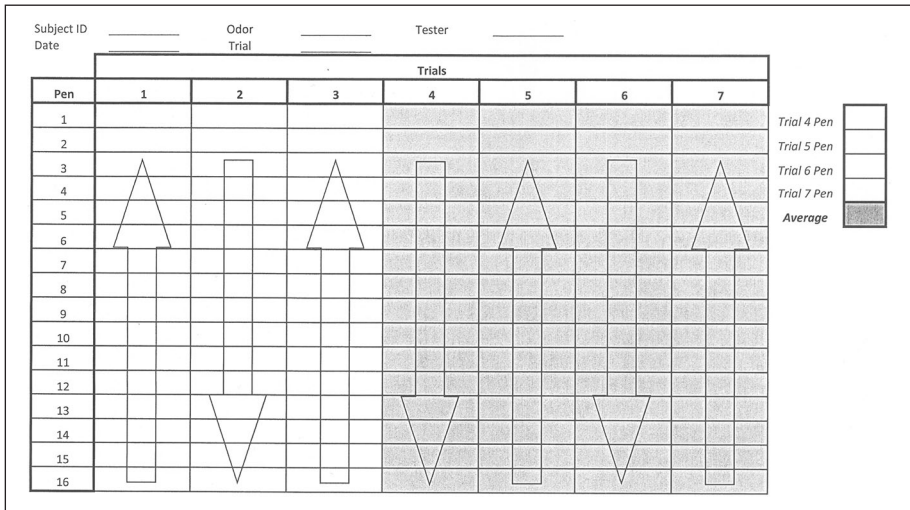 Subject ID Odor Tester
Date Trial
Trials
Pen 1 2 3 4 5 6 7
1
2
3
4
5
6
7
8
9
10
11
12
13
14
15
16
Trial 4 Pen
Trial 5 Pen
Trial 6 Pen
Trial 7 Pen
Average